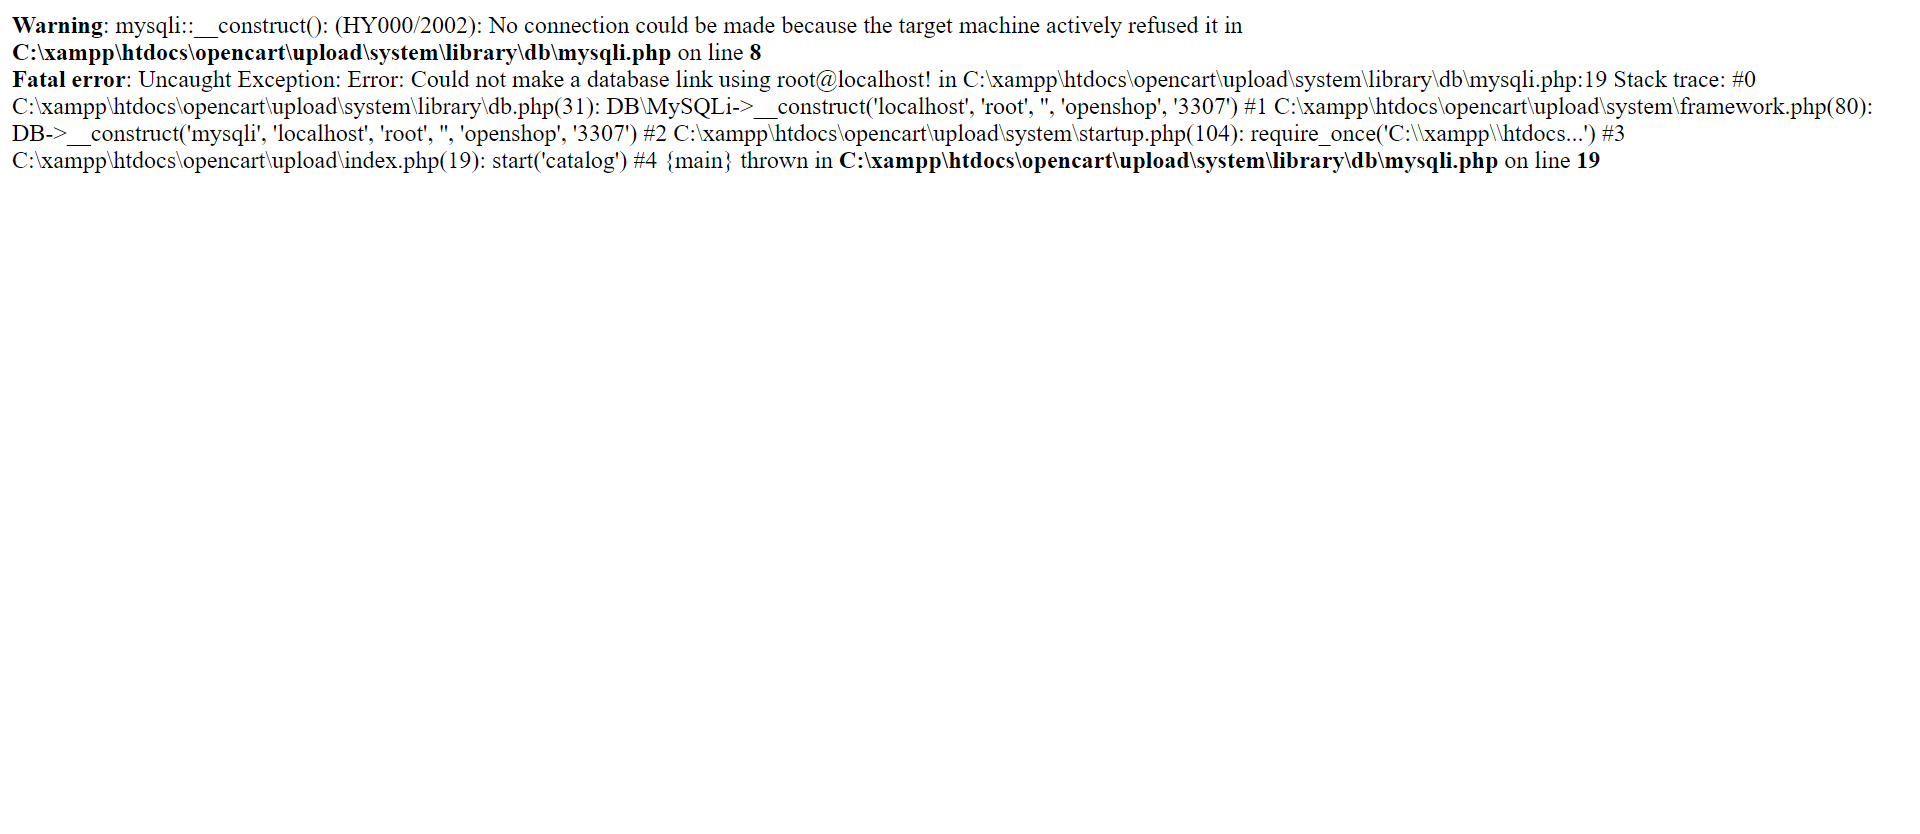 Warning: mysqli::__construct(): (HY000/2002): No connection could be made because the target machine actively refused it in
C:\xampp\htdocs\opencart\upload\system\library\db\mysqli.php on line 8
Fatal error: Uncaught Exception: Error: Could not make a database link using root@localhost! in C:\xampp\htdocs\opencart\upload\system\library\db\mysqli.php:19 Stack trace: #0
C:\xampp\htdocs\opencart\upload\system\library\db.php(31): DB\MySQLi->__construct('localhost', 'root', '', 'openshop', '3307') #1 C:\xampp\htdocs\opencart\upload\system\framework.php(80):
DB->__construct('mysqli', 'localhost', 'root', '', 'openshop', '3307') #2 C:\xampp\htdocs\opencart\upload\system\startup.php(104): require_once('C:\\xampp\\htdocs...') #3
C:\xampp\htdocs\opencart\upload\index.php(19): start('catalog') #4 {main} thrown in C:\xampp\htdocs\opencart\upload\system\library\db\mysqli.php on line 19